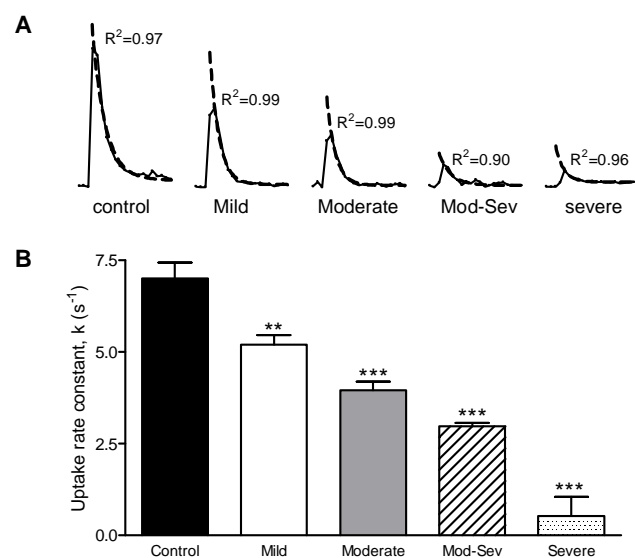 A
R²=0.97
R²=0.99
R²=0.99
R²=0.90
R²=0.96
control Mild Moderate Mod-Sev severe
B
Uptake rate constant, k (s⁻¹)
7.5
5.0
2.5
0.0
**
***
***
***
Control Mild Moderate Mod-Sev Severe